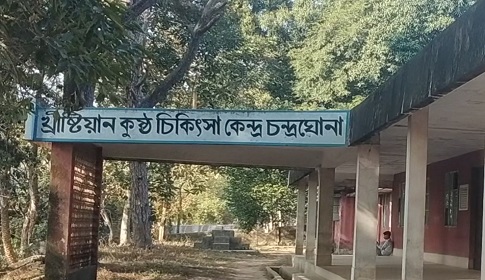 খ্রীষ্টিয়ান কুষ্ঠ চিকিৎসা কেন্দ্র চন্দ্রঘোনা